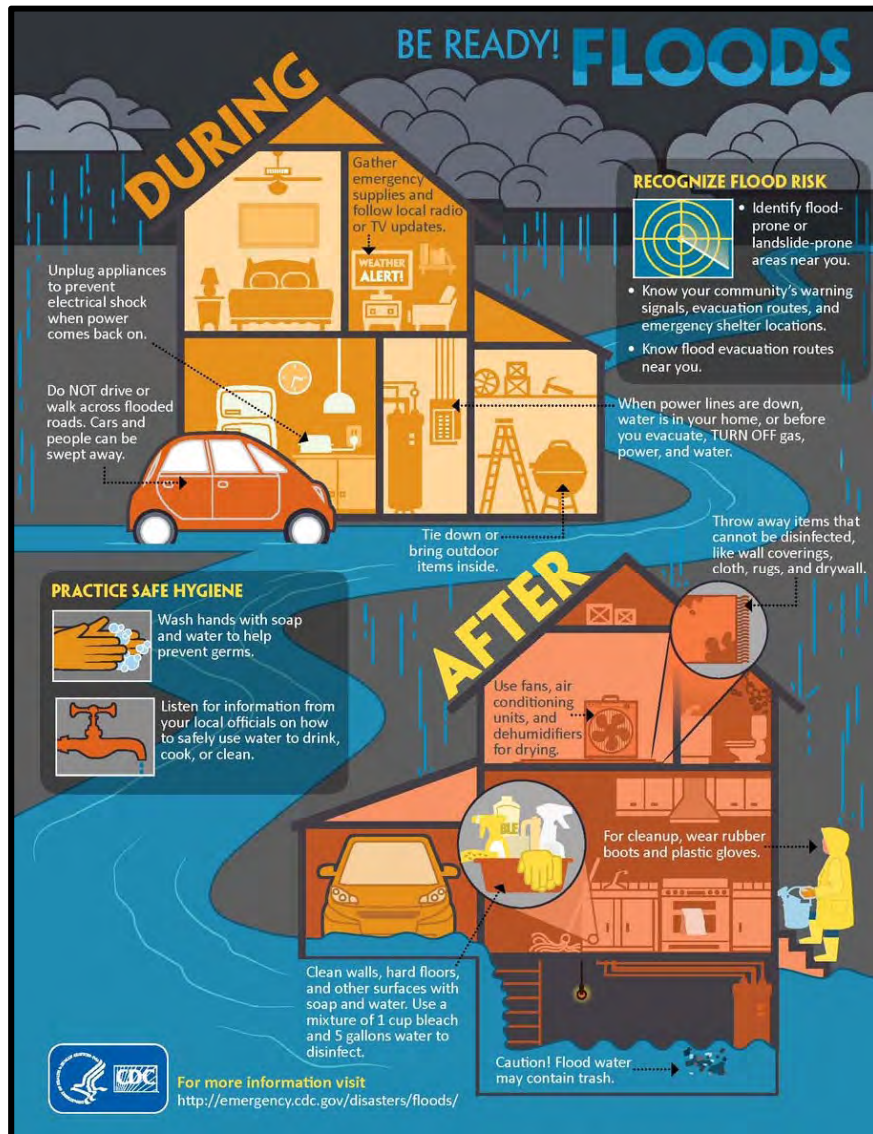 BE READY! FLOODS
DURING
Gather
emergency
supplies and
follow local radio
or TV updates.
WEATHER
ALERT!
RECOGNIZE FLOOD RISK
• Identify flood-
prone or
landslide-prone
areas near you.
• Know your community's warning
signals, evacuation routes, and
emergency shelter locations.
• Know flood evacuation routes
near you.
Unplug appliances
to prevent
electrical shock
when power
comes back on.
Do NOT drive or
walk across flooded
roads. Cars and
people can be
swept away.
When power lines are down,
water is in your home, or before
you evacuate, TURN OFF gas,
power, and water.
Tie down or
bring outdoor
items inside.
PRACTICE SAFE HYGIENE
Wash hands with soap
and water to help
prevent germs.
Listen for information from
your local officials on how
to safely use water to drink,
cook, or clean.
AFTER
Throw away items that
cannot be disinfected,
like wall coverings,
cloth, rugs, and drywall.
Use fans, air
conditioning
units, and
dehumidifiers
for drying.
BLE
For cleanup, wear rubber
boots and plastic gloves.
Clean walls, hard floors,
and other surfaces with
soap and water. Use a
mixture of 1 cup bleach
and 5 gallons water to
disinfect.
Caution! Flood water
may contain trash.
CDC
For more information visit
http://emergency.cdc.gov/disasters/floods/